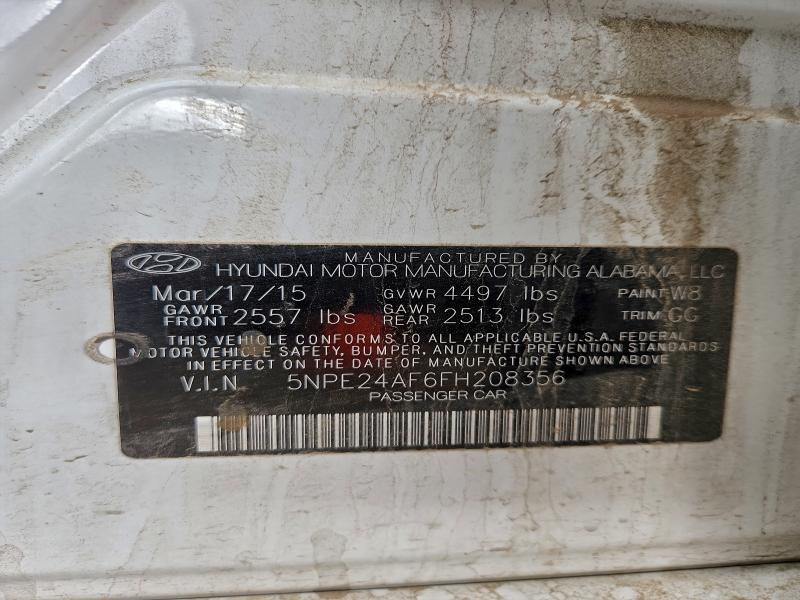 MANUFACTURED BY
HYUNDAI MOTOR MANUFACTURING ALABAMA, LLC
Mar/17/15 GVWR 4497 lbs PAINT W8
GAWR FRONT 2557 lbs GAWR REAR 2513 lbs TRIM GG
THIS VEHICLE CONFORMS TO ALL APPLICABLE U.S.A. FEDERAL
MOTOR VEHICLE SAFETY, BUMPER, AND THEFT PREVENTION STANDARDS
IN EFFECT ON THE DATE OF MANUFACTURE SHOWN ABOVE
V.I.N 5NPE24AF6FH208356
PASSENGER CAR